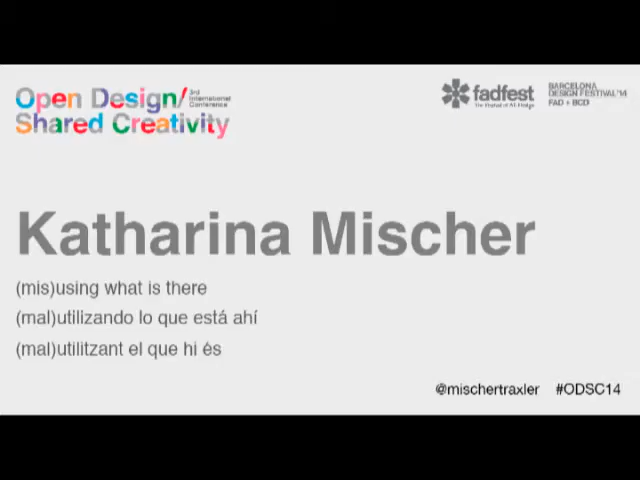 Open Design/
3rd
International
Conference
Shared Creativity
fadfest
BARCELONA
DESIGN FESTIVAL'14
FAD + BCD
Katharina Mischer
(mis)using what is there
(mal)utilizando lo que está ahí
(mal)utilitzant el que hi és
@mischertraxler #ODSC14